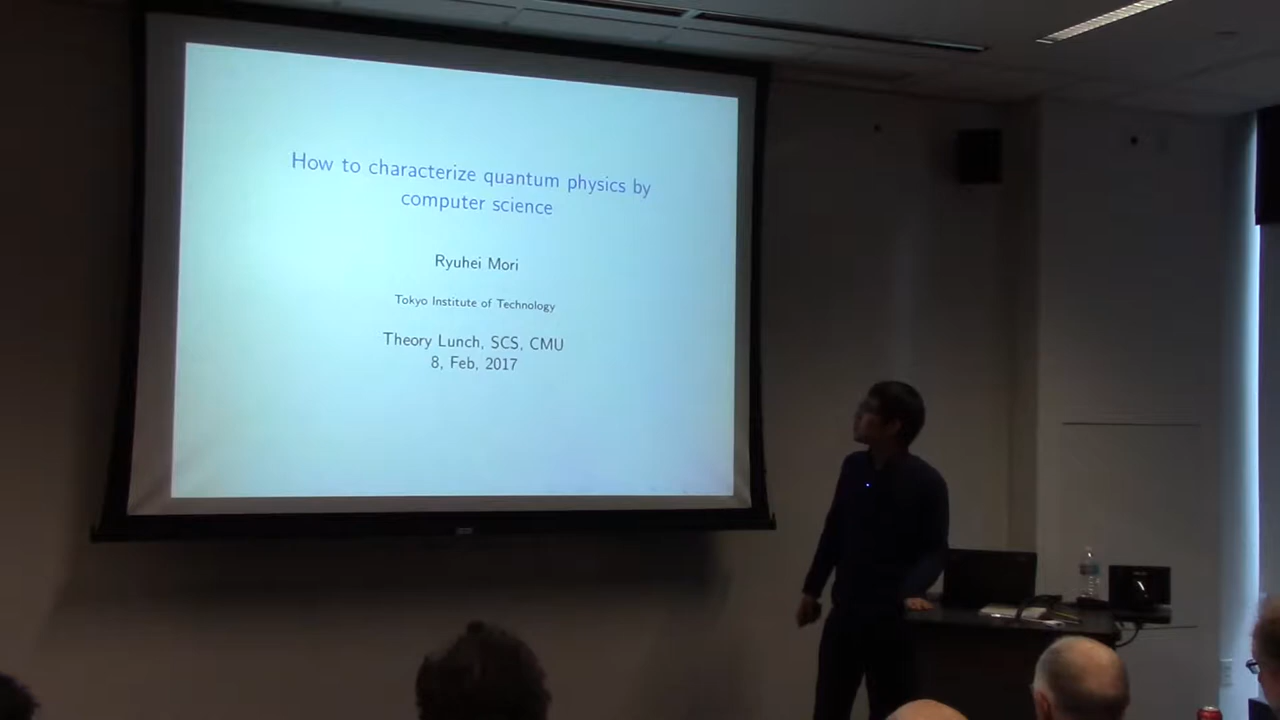 How to characterize quantum physics by
computer science
Ryuhei Mori
Tokyo Institute of Technology
Theory Lunch, SCS, CMU
8, Feb, 2017